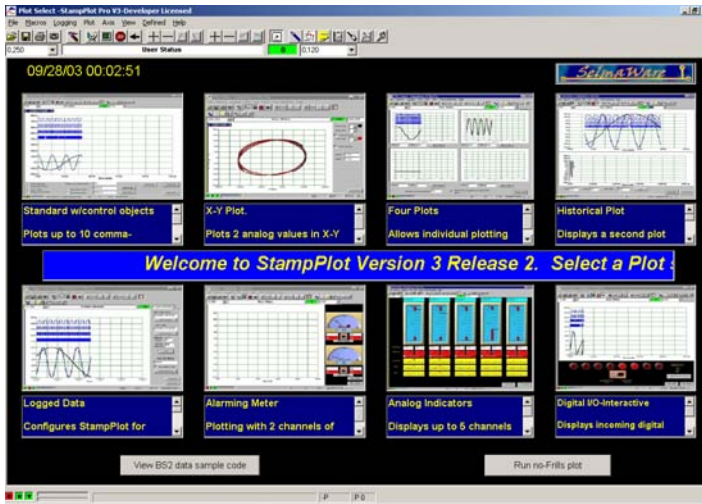 Plot Select -StampPlot Pro V3-Developer Licensed
File Macros Logging Plot Axis View Defined Help
0.250 User Status 0 0.120
09/28/03 00:02:51
SelmaWare
Standard w/control objects
Plots up to 10 comma-
X-Y Plot.
Plots 2 analog values in X-Y
Four Plots
Allows individual plotting
Historical Plot
Displays a second plot
Welcome to StampPlot Version 3 Release 2. Select a Plot s
Logged Data
Configures StampPlot for
Alarming Meter
Plotting with 2 channels of
Analog Indicators
Displays up to 5 channels
Digital I/O-Interactive
Displays incoming digital
View BS2 data sample code
Run no-Frills plot
-P P0